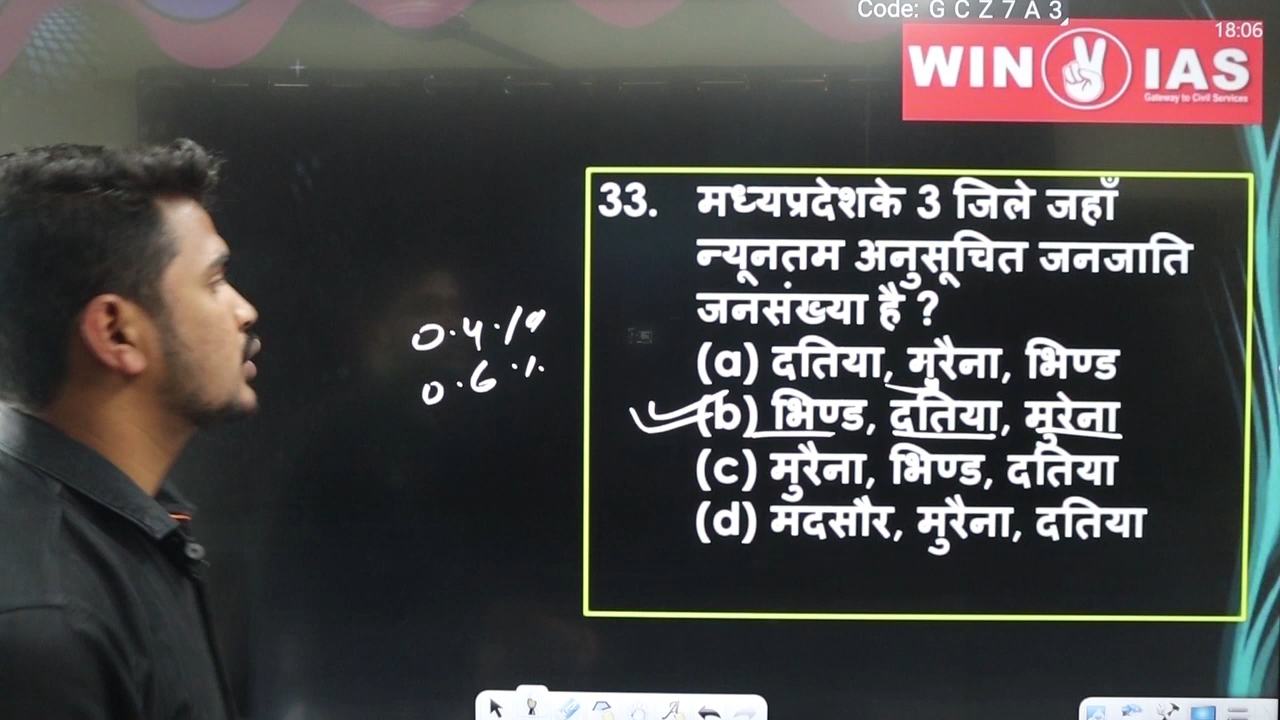 Code: G C Z 7 A 3
18:06
WIN IAS
Gateway to Civil Services
33. मध्यप्रदेशके 3 जिले जहाँ
न्यूनतम अनुसूचित जनजाति
जनसंख्या है ?
(a) दतिया, मुरैना, भिण्ड
(b) भिण्ड, दतिया, मुरेना
(c) मुरैना, भिण्ड, दतिया
(d) मंदसौर, मुरैना, दतिया
0.4%
0.6%